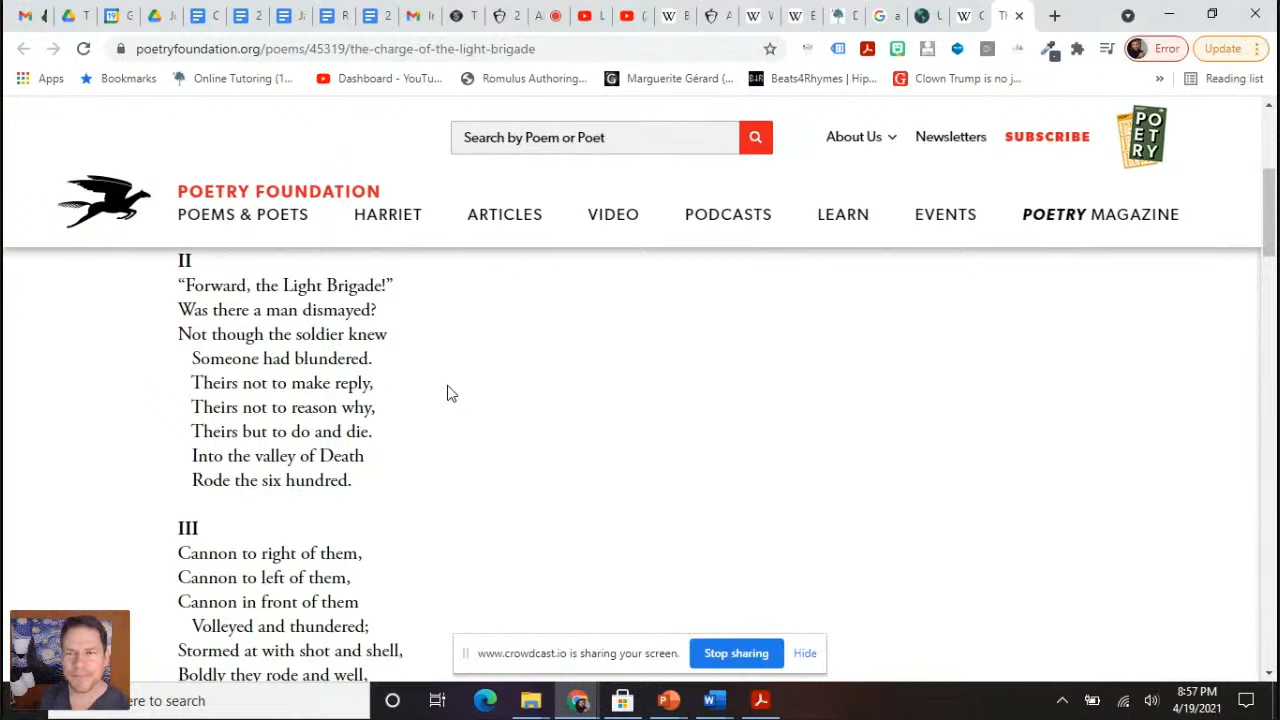 poetryfoundation.org/poems/45319/the-charge-of-the-light-brigade
Error
Update
Apps
Bookmarks
Online Tutoring (1...
Dashboard - YouTu...
Romulus Authoring...
Marguerite Gérard (...
Beats4Rhymes | Hip...
Clown Trump is no j...
»
Reading list
Search by Poem or Poet
About Us
Newsletters
SUBSCRIBE
PO
ET
RY
POETRY FOUNDATION
POEMS & POETS
HARRIET
ARTICLES
VIDEO
PODCASTS
LEARN
EVENTS
POETRY MAGAZINE
II
“Forward, the Light Brigade!”
Was there a man dismayed?
Not though the soldier knew
Someone had blundered.
Theirs not to make reply,
Theirs not to reason why,
Theirs but to do and die.
Into the valley of Death
Rode the six hundred.
III
Cannon to right of them,
Cannon to left of them,
Cannon in front of them
Volleyed and thundered;
Stormed at with shot and shell,
Boldly they rode and well,
www.crowdcast.io is sharing your screen.
Stop sharing
Hide
ere to search
8:57 PM
4/19/2021